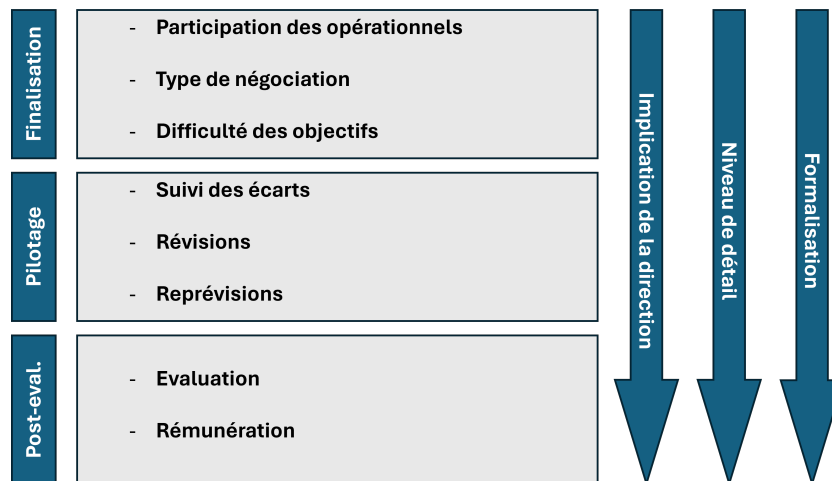 Finalisation
- Participation des opérationnels
- Type de négociation
- Difficulté des objectifs
Pilotage
- Suivi des écarts
- Révisions
- Reprévisions
Post-eval.
- Evaluation
- Rémunération
Implication de la direction
Niveau de détail
Formalisation